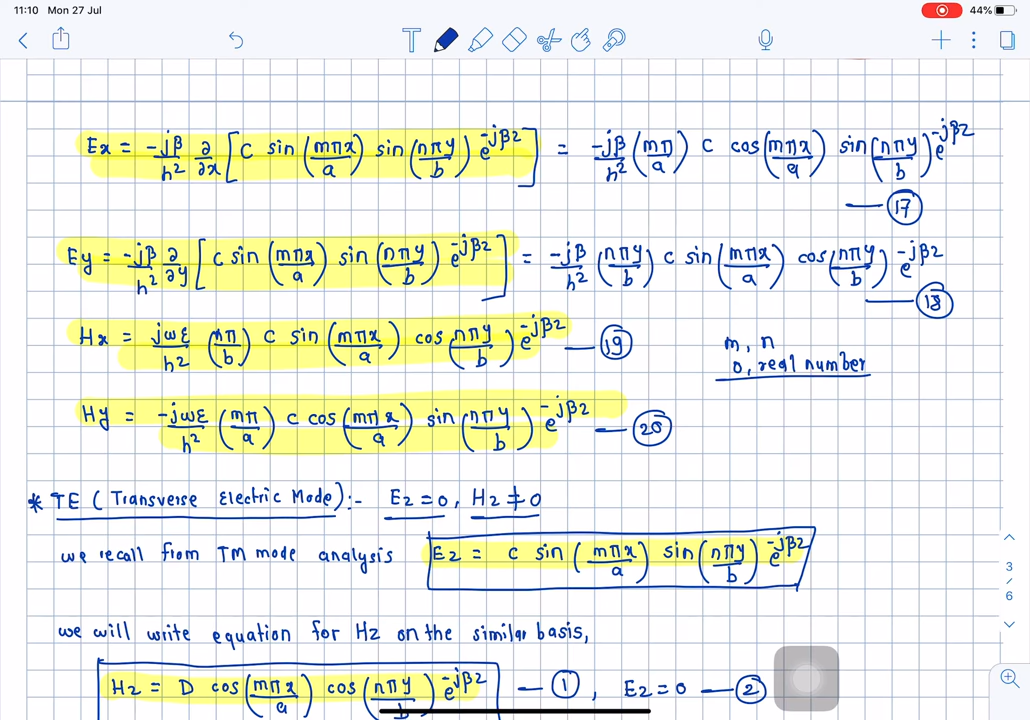 11:10 Mon 27 Jul
44%
T
Ex = -jβ/h² ∂/∂x [ C sin (mπx/a) sin (nπy/b) e^-jβz ] = -jβ/h² (mπ/a) C cos(mπx/a) sin(nπy/b) e^-jβz
— 17
Ey = -jβ/h² ∂/∂y [ C sin (mπx/a) sin (nπy/b) e^-jβz ] = -jβ/h² (nπy/b) C sin(mπx/a) cos(nπy/b) e^-jβz
— 18
Hx = jωε/h² (nπ/b) C sin (mπx/a) cos(nπy/b) e^-jβz — 19
m, n
0, real number
Hy = -jωε/h² (mπ/a) C cos(mπx/a) sin(nπy/b) e^-jβz — 20
* TE ( Transverse Electric Mode):- Ez = 0, Hz ≠ 0
we recall from TM mode analysis Ez = C sin (mπx/a) sin(nπy/b) e^-jβz
3
/
6
we will write equation for Hz on the similar basis,
Hz = D cos(mπx/a) cos(nπy/b) e^-jβz — 1 , Ez = 0 — 2